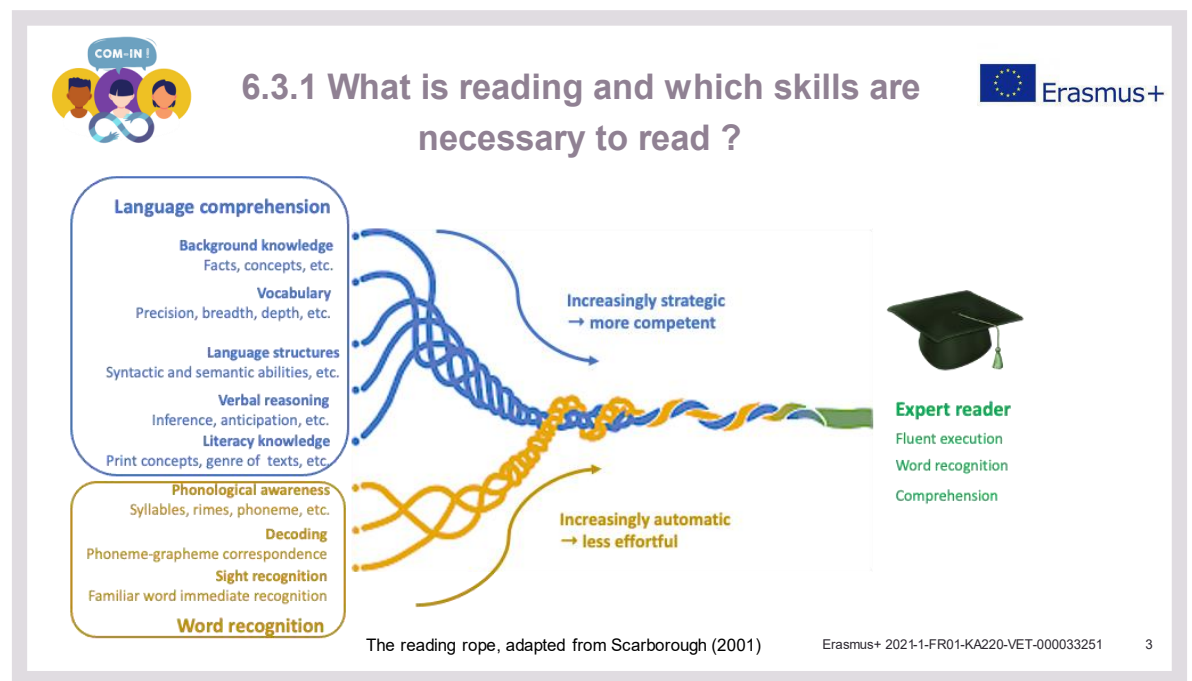 COM-IN !
6.3.1 What is reading and which skills are
necessary to read ?
Erasmus+
Language comprehension
Background knowledge
Facts, concepts, etc.
Vocabulary
Precision, breadth, depth, etc.
Language structures
Syntactic and semantic abilities, etc.
Verbal reasoning
Inference, anticipation, etc.
Literacy knowledge
Print concepts, genre of texts, etc.
Phonological awareness
Syllables, rimes, phoneme, etc.
Decoding
Phoneme-grapheme correspondence
Sight recognition
Familiar word immediate recognition
Word recognition
Increasingly strategic
→ more competent
Increasingly automatic
→ less effortful
Expert reader
Fluent execution
Word recognition
Comprehension
The reading rope, adapted from Scarborough (2001)
Erasmus+ 2021-1-FR01-KA220-VET-000033251
3